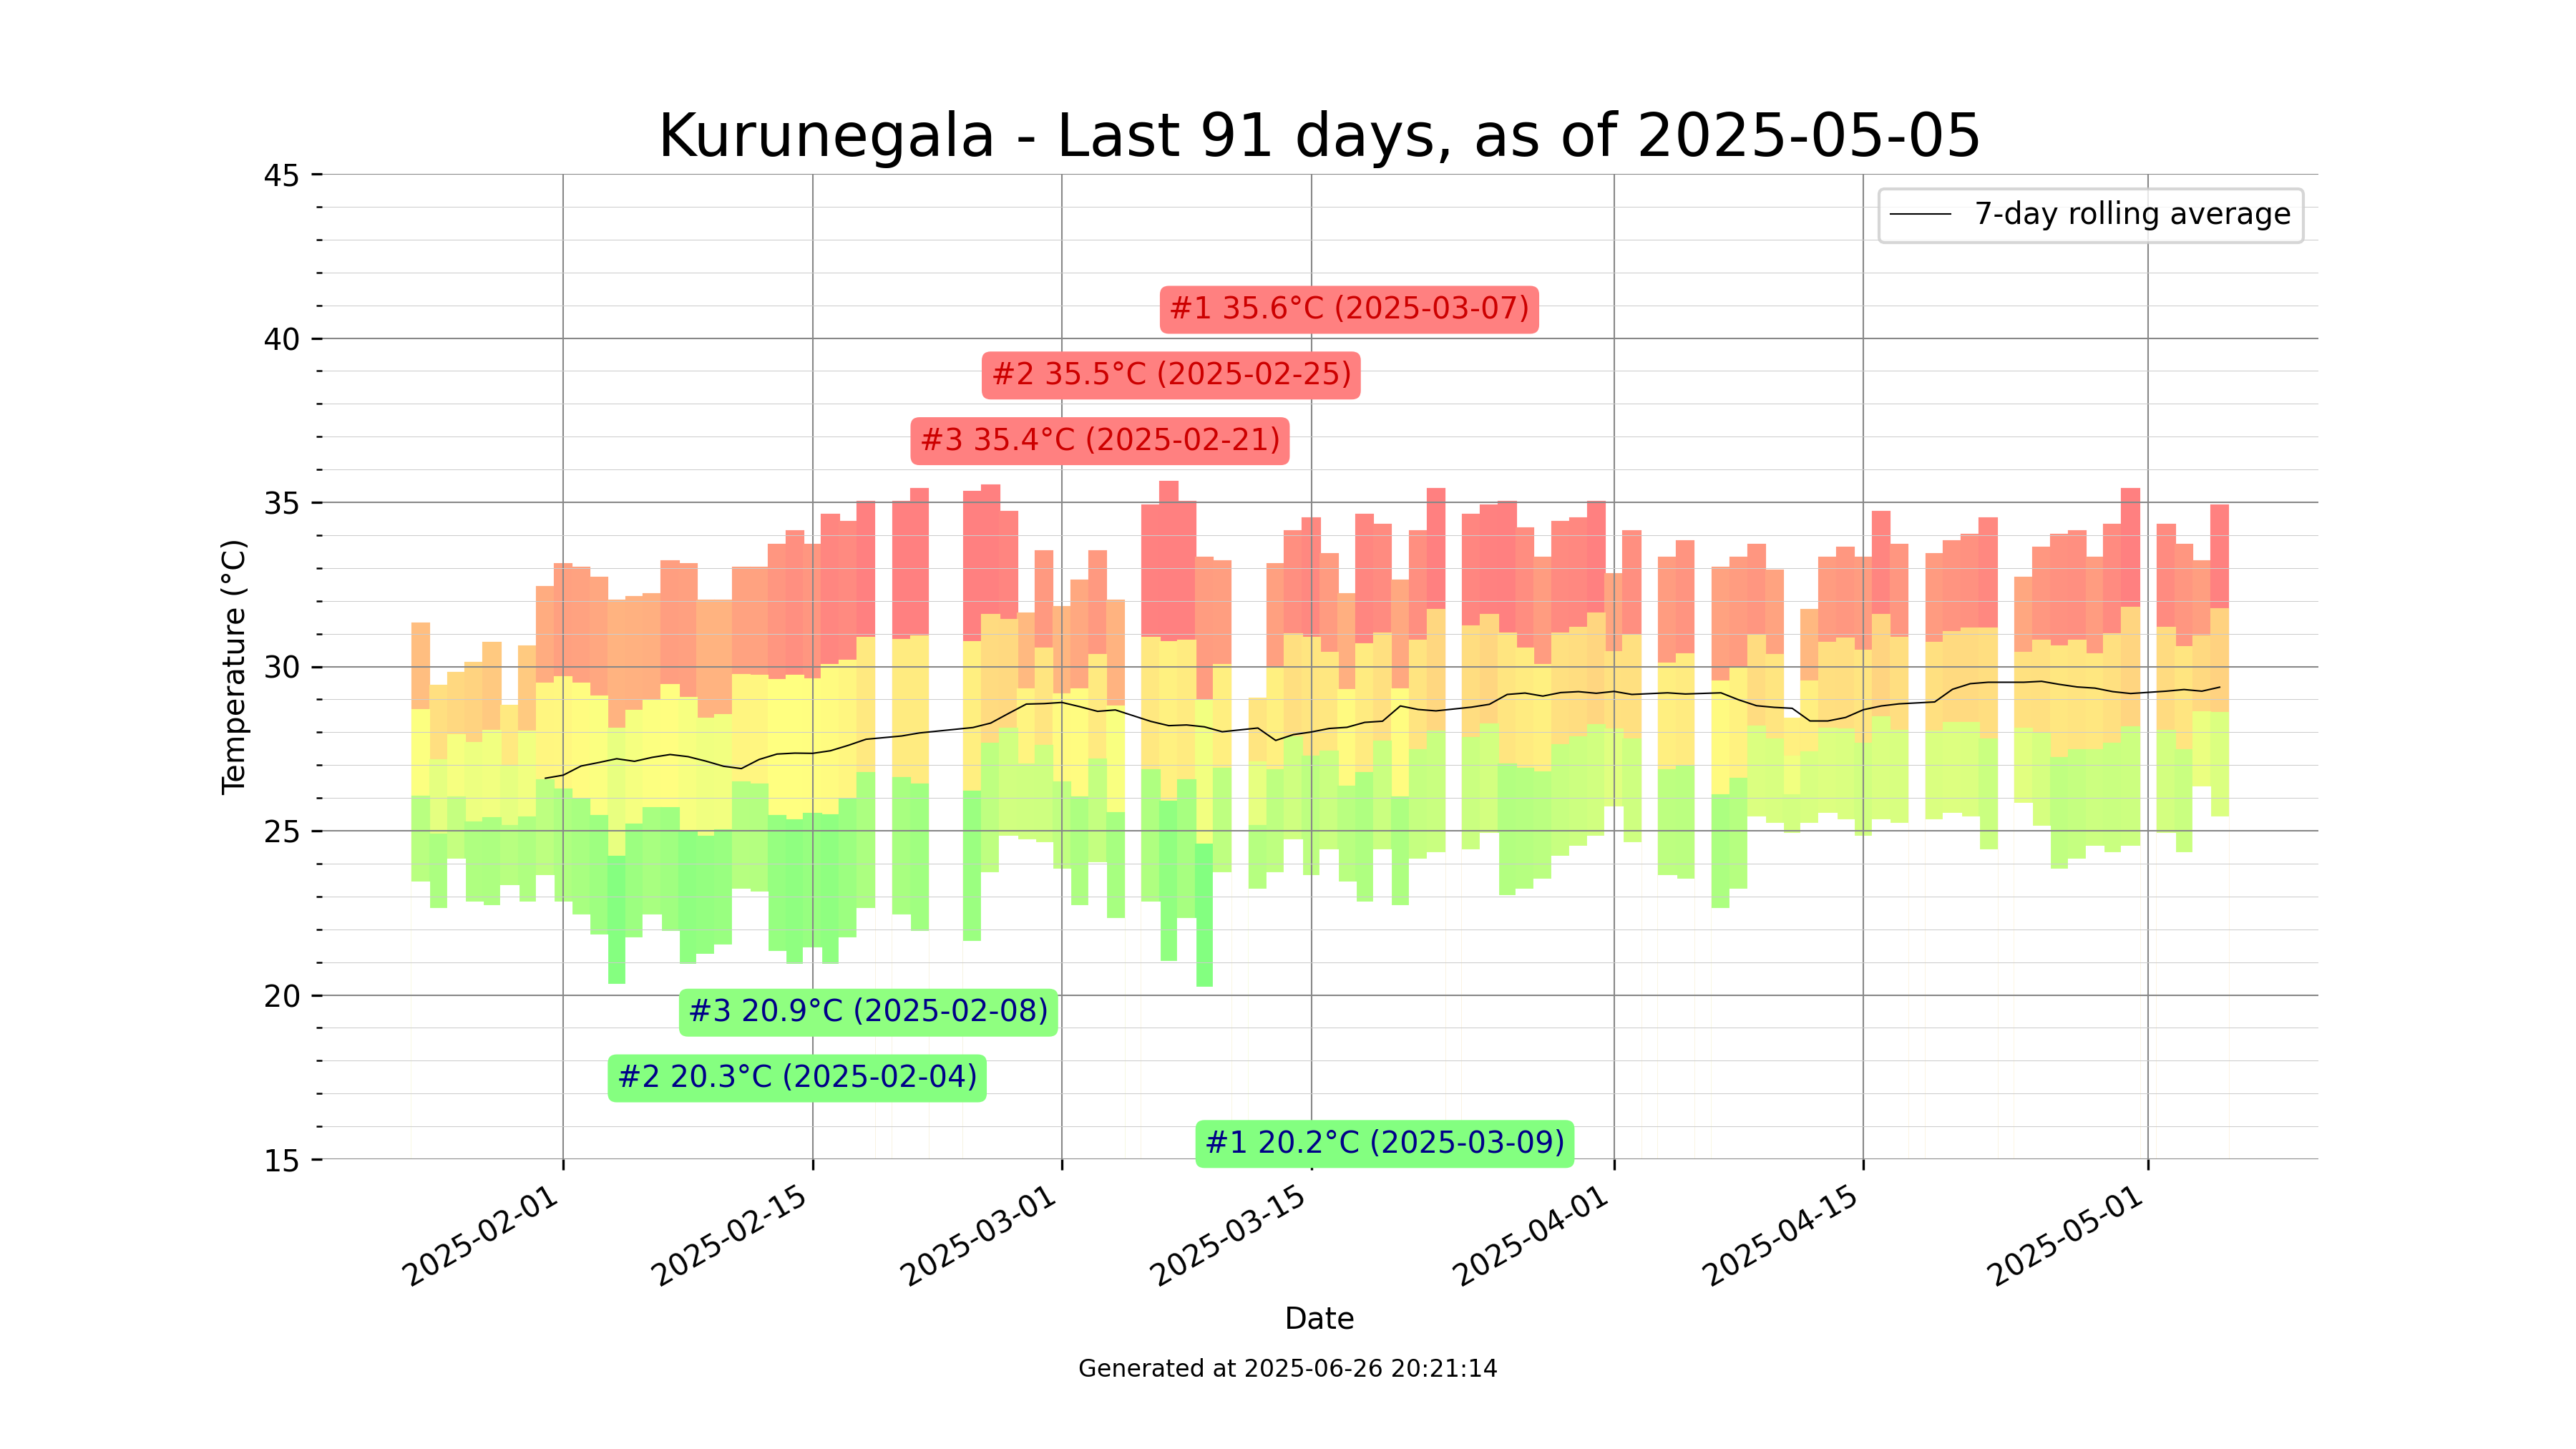 Kurunegala - Last 91 days, as of 2025-05-05
7-day rolling average
45
40
35
30
25
20
15
Temperature (°C)
#1 35.6°C (2025-03-07)
#2 35.5°C (2025-02-25)
#3 35.4°C (2025-02-21)
#3 20.9°C (2025-02-08)
#2 20.3°C (2025-02-04)
#1 20.2°C (2025-03-09)
2025-02-01
2025-02-15
2025-03-01
2025-03-15
2025-04-01
2025-04-15
2025-05-01
Date
Generated at 2025-06-26 20:21:14